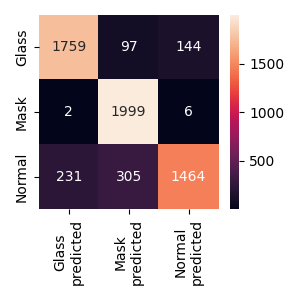 Glass 1759 97 144
Mask 2 1999 6
Normal 231 305 1464
Glass predicted
Mask predicted
Normal predicted
1500
1000
500